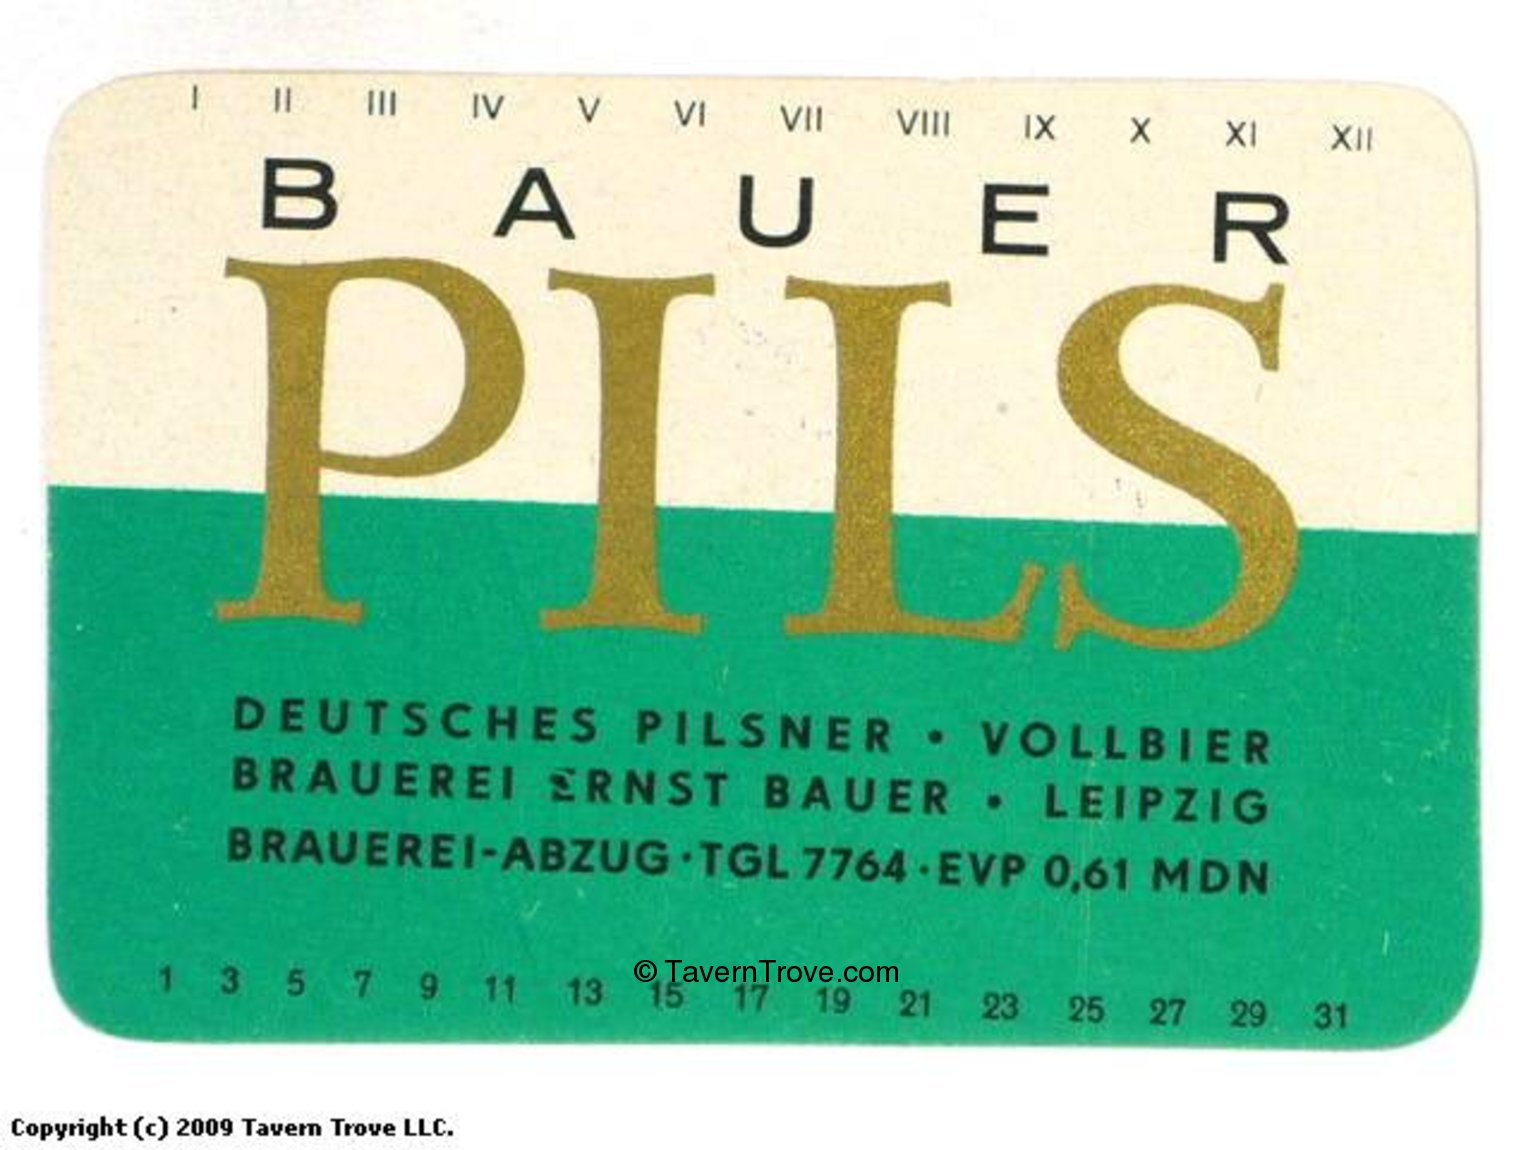 I II III IV V VI VII VIII IX X XI XII
BAUER
PILS
DEUTSCHES PILSNER • VOLLBIER
BRAUEREI ERNST BAUER • LEIPZIG
BRAUEREI-ABZUG · TGL 7764 · EVP 0,61 MDN
© TavernTrove.com
1 3 5 7 9 11 13 15 17 19 21 23 25 27 29 31
Copyright (c) 2009 Tavern Trove LLC.